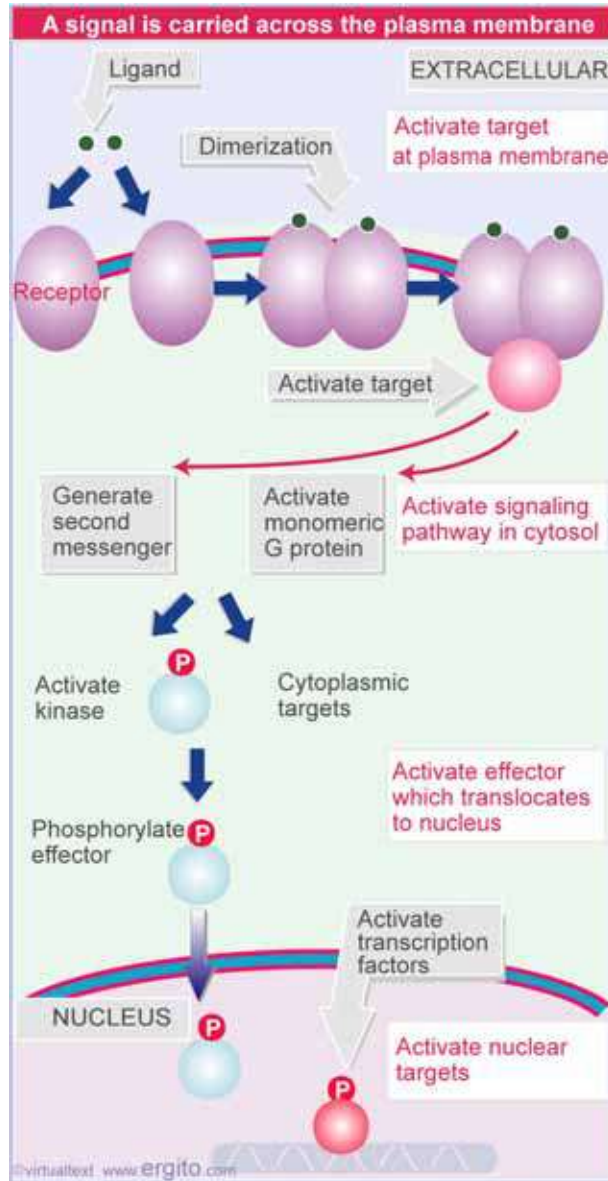 A signal is carried across the plasma membrane
Ligand
EXTRACELLULAR
Activate target
at plasma membrane
Dimerization
Receptor
Activate target
Generate
second
messenger
Activate
monomeric
G protein
Activate signaling
pathway in cytosol
P
Activate
kinase
Cytoplasmic
targets
Activate effector
which translocates
to nucleus
Phosphorylate
effector
P
Activate
transcription
factors
NUCLEUS
P
Activate nuclear
targets
P
©virtualtext www.ergito.com